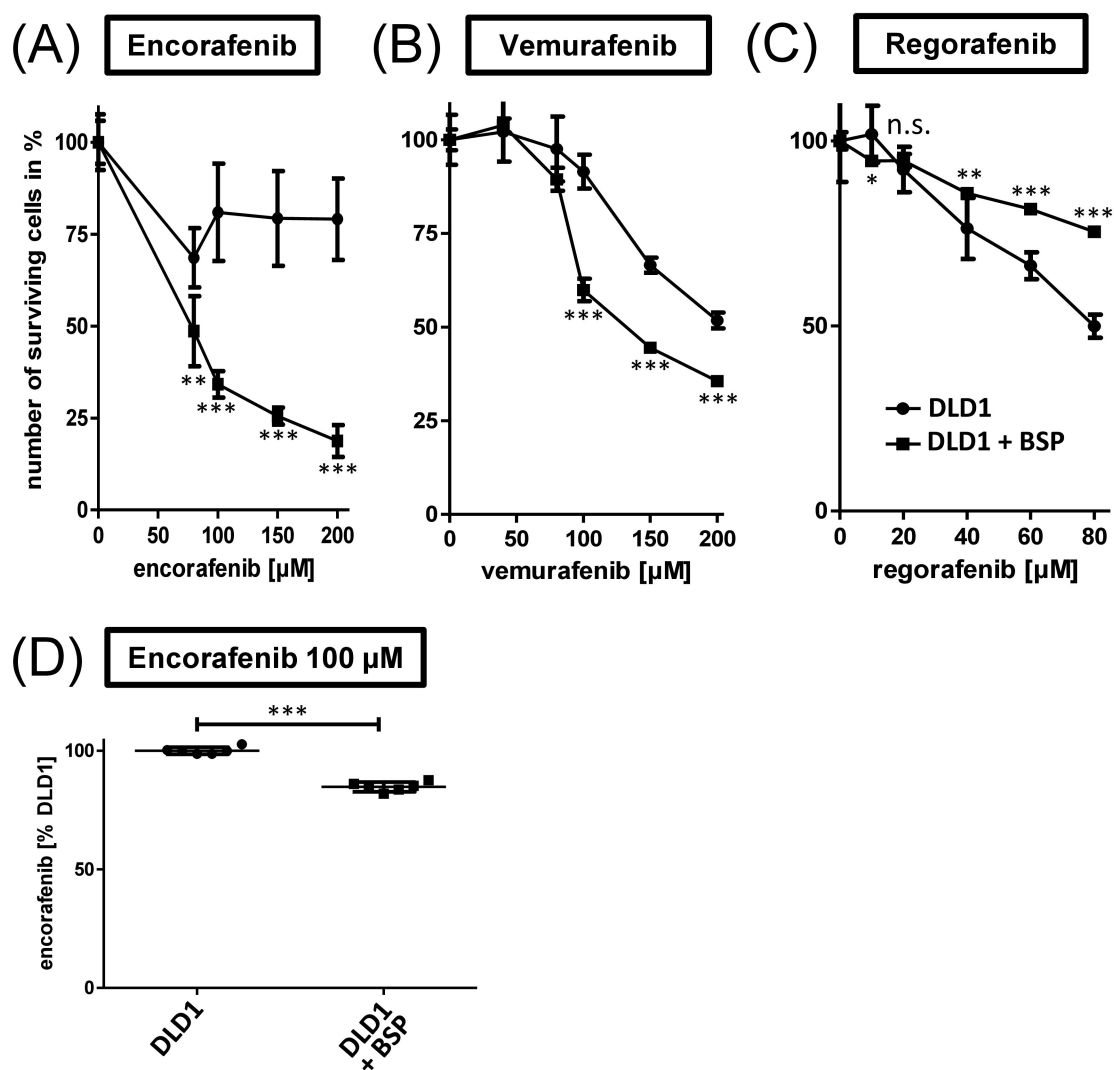 (A) Encorafenib
(B) Vemurafenib
(C) Regorafenib
number of surviving cells in %
100
75
50
25
0
**
***
***
***
0 50 100 150 200
encorafenib [µM]
100
75
50
25
0
***
***
***
0 50 100 150 200
vemurafenib [µM]
100
50
0
n.s.
*
**
***
***
DLD1
DLD1 + BSP
0 20 40 60 80
regorafenib [µM]
(D) Encorafenib 100 µM
***
encorafenib [% DLD1]
100
50
0
DLD1
DLD1
+ BSP